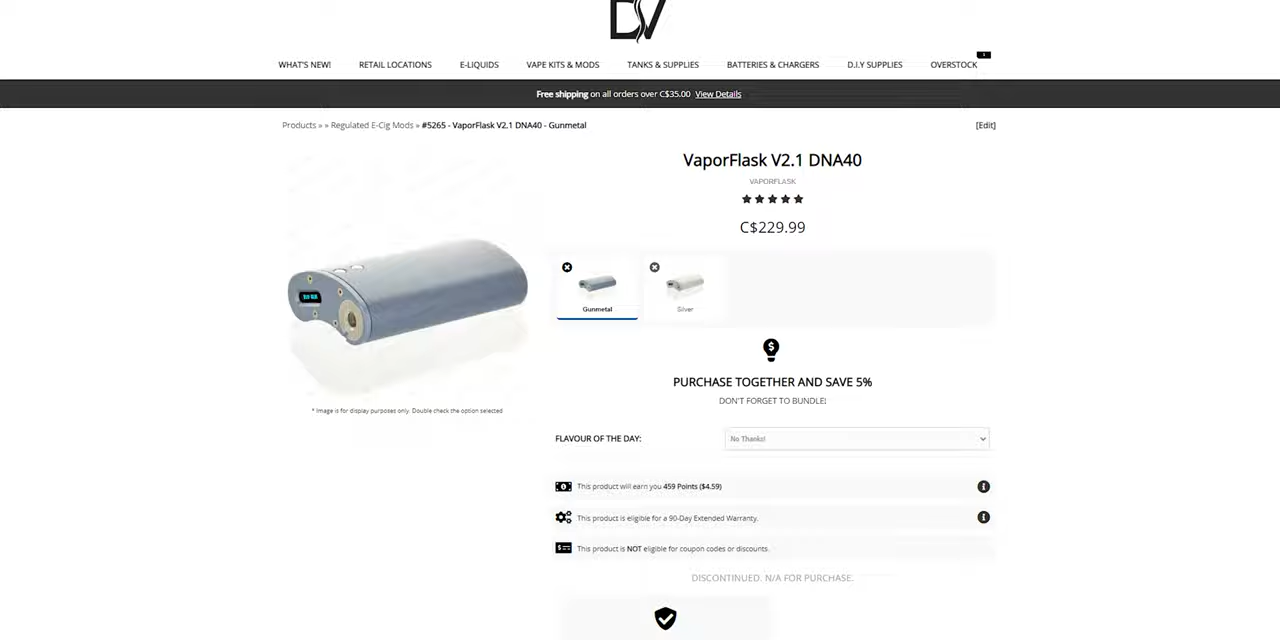 DV
WHAT'S NEW! RETAIL LOCATIONS E-LIQUIDS VAPE KITS & MODS TANKS & SUPPLIES BATTERIES & CHARGERS D.I.Y SUPPLIES OVERSTOCK
Free shipping on all orders over C$35.00 View Details
Products » » Regulated E-Cig Mods » #5265 - VaporFlask V2.1 DNA40 - Gunmetal [Edit]
VaporFlask V2.1 DNA40
VAPORFLASK
C$229.99
Gunmetal Silver
PURCHASE TOGETHER AND SAVE 5%
DON'T FORGET TO BUNDLE!
* Image is for display purposes only. Double check the option selected
FLAVOUR OF THE DAY: No Thanks!
This product will earn you 459 Points ($4.59)
This product is eligible for a 90-Day Extended Warranty.
This product is NOT eligible for coupon codes or discounts.
DISCONTINUED. N/A FOR PURCHASE.